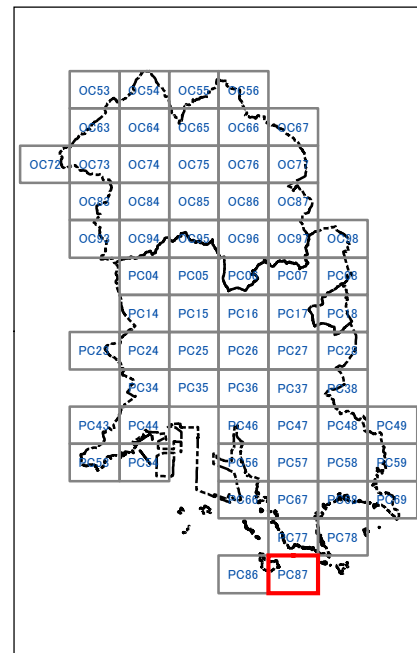 OC53 OC54 OC55 OC56
OC63 OC64 OC65 OC66 OC67
OC72 OC73 OC74 OC75 OC76 OC77
OC83 OC84 OC85 OC86 OC87
OC93 OC94 OC95 OC96 OC97 OC98
PC04 PC05 PC06 PC07 PC08
PC14 PC15 PC16 PC17 PC18
PC23 PC24 PC25 PC26 PC27 PC28
PC34 PC35 PC36 PC37 PC38
PC43 PC44 PC46 PC47 PC48 PC49
PC53 PC54 PC56 PC57 PC58 PC59
PC66 PC67 PC68 PC69
PC77 PC78
PC86 PC87